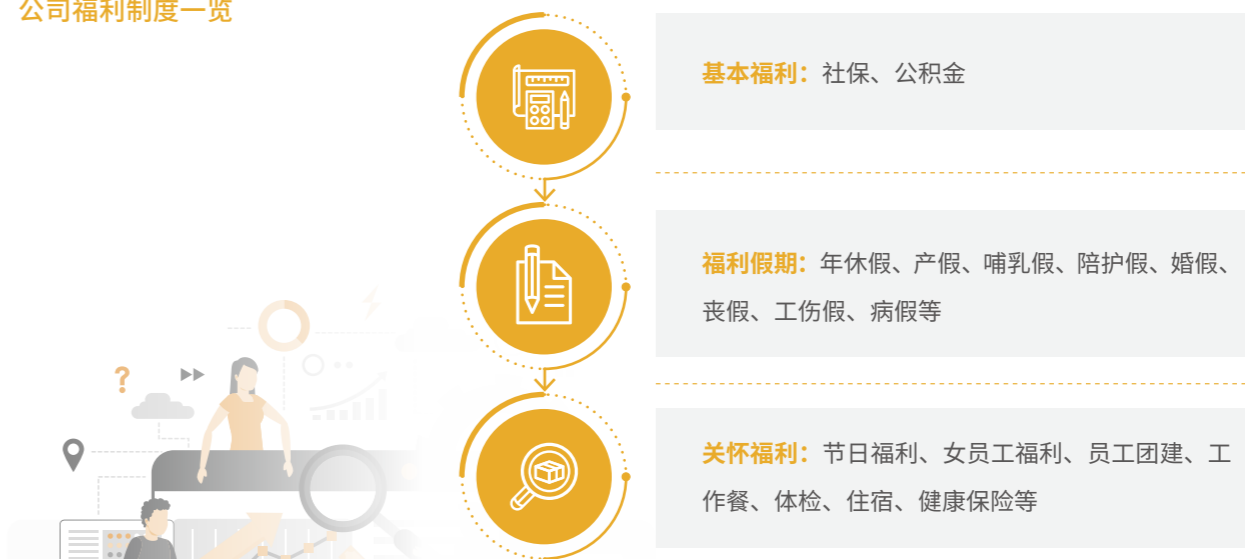 公司福利制度一览
基本福利：社保、公积金
福利假期：年休假、产假、哺乳假、陪护假、婚假、
丧假、工伤假、病假等
关怀福利：节日福利、女员工福利、员工团建、工
作餐、体检、住宿、健康保险等
?